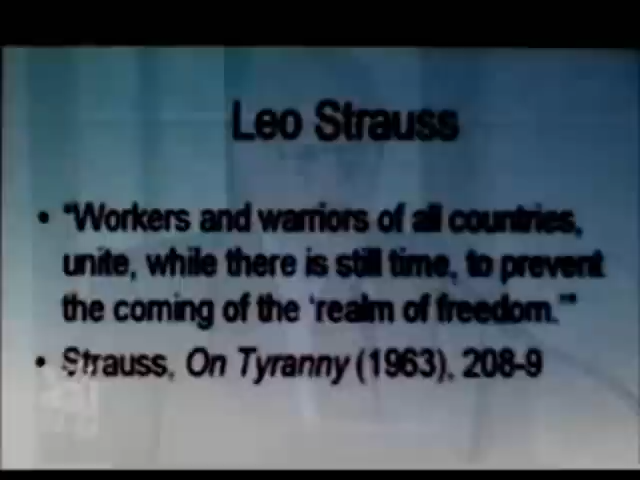 Leo Strauss
• "Workers and warriors of all countries,
unite, while there is still time, to prevent
the coming of the 'realm of freedom.'"
• Strauss, On Tyranny (1963), 208-9